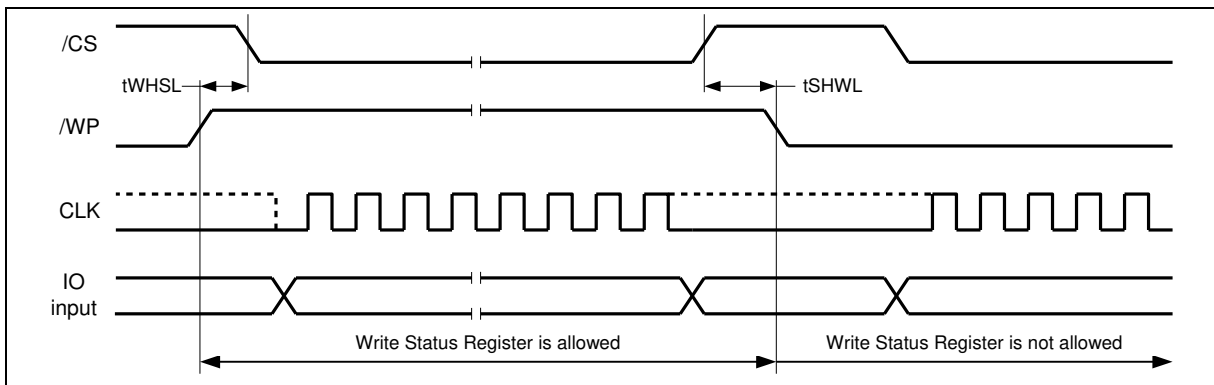 /CS
tWHSL
tSHWL
/WP
CLK
IO
input
Write Status Register is allowed
Write Status Register is not allowed